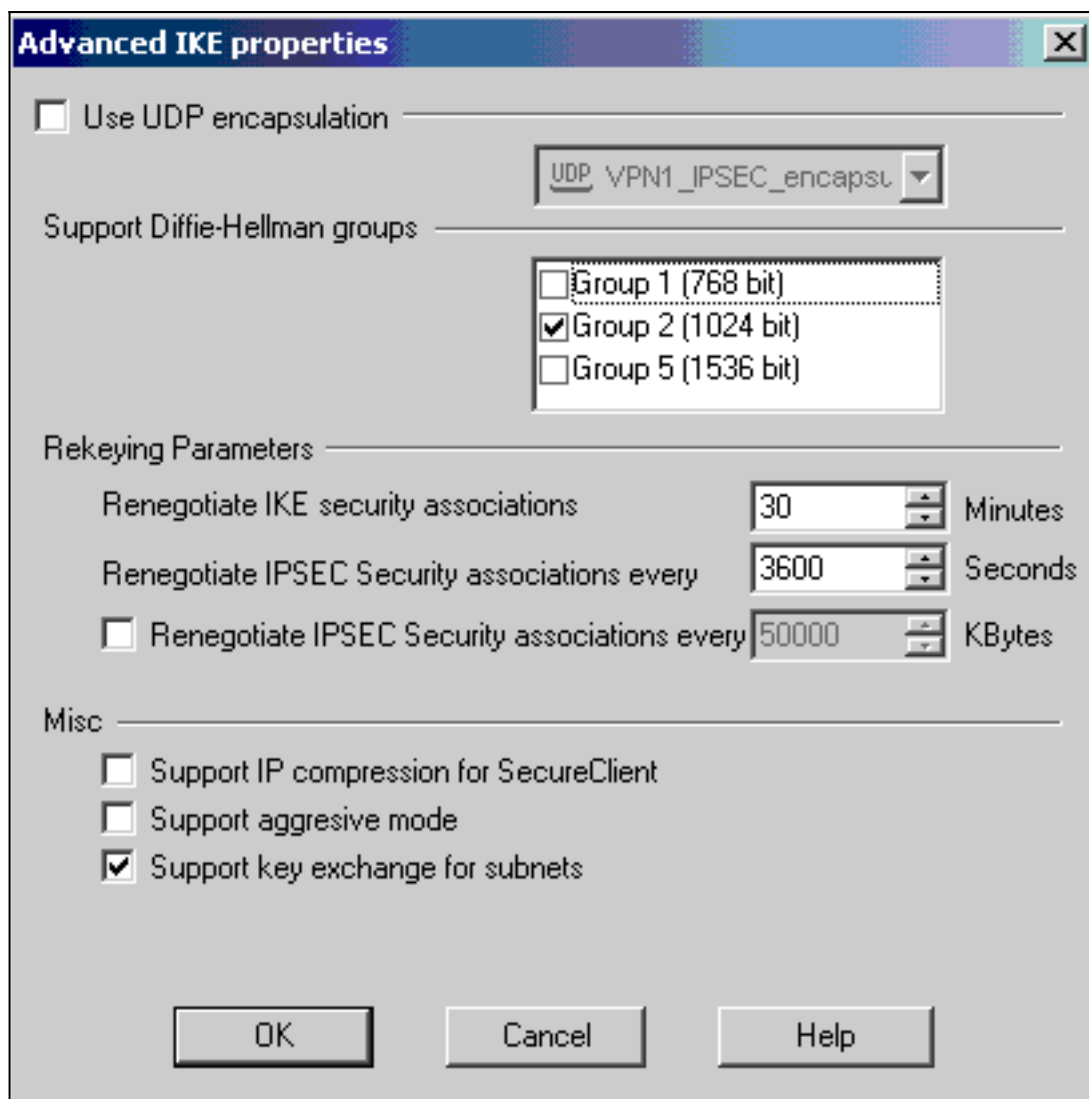 Advanced IKE properties
Use UDP encapsulation
UDP VPN1_IPSEC_encapsu
Support Diffie-Hellman groups
Group 1 (768 bit)
Group 2 (1024 bit)
Group 5 (1536 bit)
Rekeying Parameters
Renegotiate IKE security associations 30 Minutes
Renegotiate IPSEC Security associations every 3600 Seconds
Renegotiate IPSEC Security associations every 50000 KBytes
Misc
Support IP compression for SecureClient
Support aggresive mode
Support key exchange for subnets
OK Cancel Help